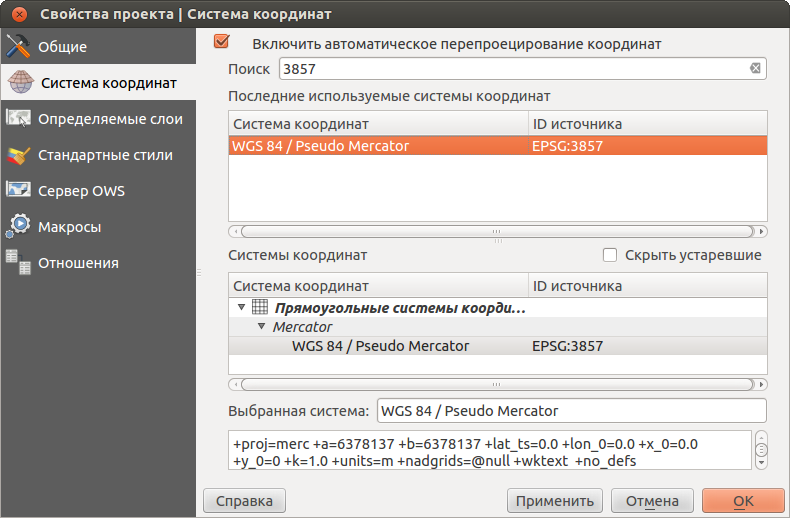 Свойства проекта | Система координат
Общие
Система координат
Определяемые слои
Стандартные стили
Сервер OWS
Макросы
Отношения
Включить автоматическое перепроецирование координат
Поиск 3857
Последние используемые системы координат
Система координат ID источника
WGS 84 / Pseudo Mercator EPSG:3857
Системы координат Скрыть устаревшие
Система координат ID источника
Прямоугольные системы коорди...
Mercator
WGS 84 / Pseudo Mercator EPSG:3857
Выбранная система: WGS 84 / Pseudo Mercator
+proj=merc +a=6378137 +b=6378137 +lat_ts=0.0 +lon_0=0.0 +x_0=0.0
+y_0=0 +k=1.0 +units=m +nadgrids=@null +wktext +no_defs
Справка Применить Отмена OK